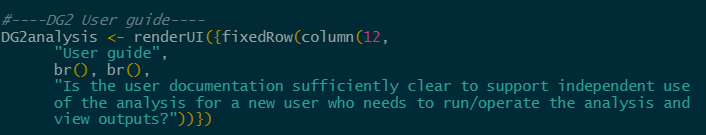 #----DG2 User guide----
DG2analysis <- renderUI({fixedRow(column(12,
"User guide",
br(), br(),
"Is the user documentation sufficiently clear to support independent use
of the analysis for a new user who needs to run/operate the analysis and
view outputs?"))})